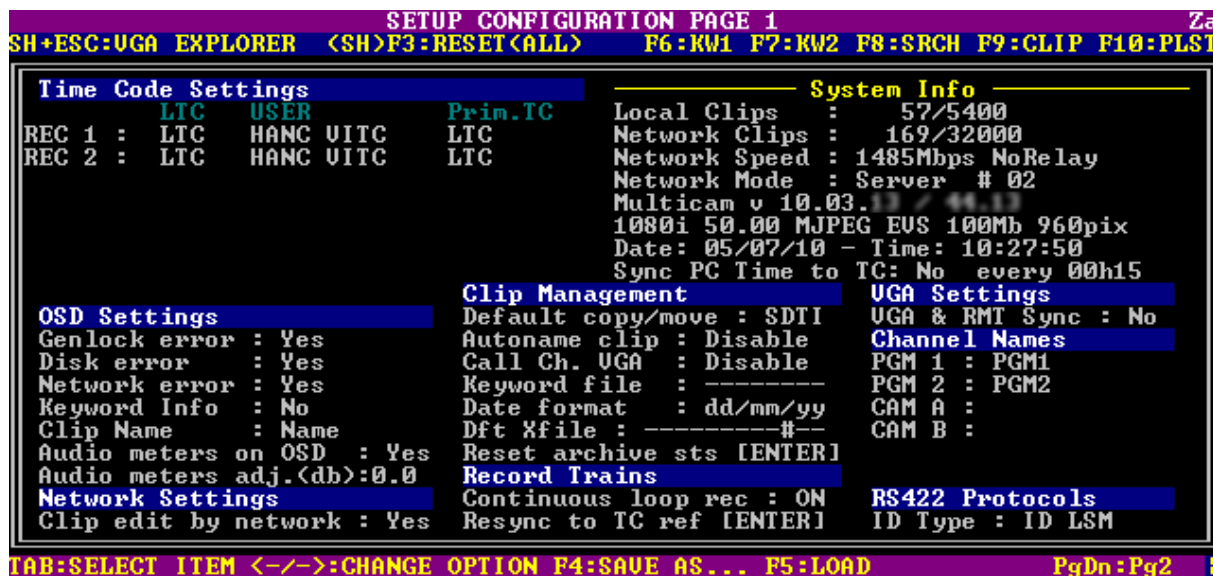 SETUP CONFIGURATION PAGE 1 Za
SH+ESC:VGA EXPLORER <SH>F3:RESET<ALL> F6:KW1 F7:KW2 F8:SRCH F9:CLIP F10:PLST
Time Code Settings
LTC USER Prim.TC
REC 1 : LTC HANC VITC LTC
REC 2 : LTC HANC VITC LTC
System Info
Local Clips : 57/5400
Network Clips : 169/32000
Network Speed : 1485Mbps NoRelay
Network Mode : Server # 02
Multicam v 10.03.
1080i 50.00 MJPEG EVS 100Mb 960pix
Date: 05/07/10 - Time: 10:27:50
Sync PC Time to TC: No every 00h15
OSD Settings
Genlock error : Yes
Disk error : Yes
Network error : Yes
Keyword Info : No
Clip Name : Name
Audio meters on OSD : Yes
Audio meters adj.(db):0.0
Network Settings
Clip edit by network : Yes
Clip Management
Default copy/move : SDTI
Autoname clip : Disable
Call Ch. VGA : Disable
Keyword file : --------
Date format : dd/mm/yy
Dft Xfile : ---------#--
Reset archive sts [ENTER]
Record Trains
Continuous loop rec : ON
Resync to TC ref [ENTER]
VGA Settings
VGA & RMT Sync : No
Channel Names
PGM 1 : PGM1
PGM 2 : PGM2
CAM A :
CAM B :
RS422 Protocols
ID Type : ID LSM
TAB:SELECT ITEM <-/->:CHANGE OPTION F4:SAVE AS... F5:LOAD PgDn:Pg2